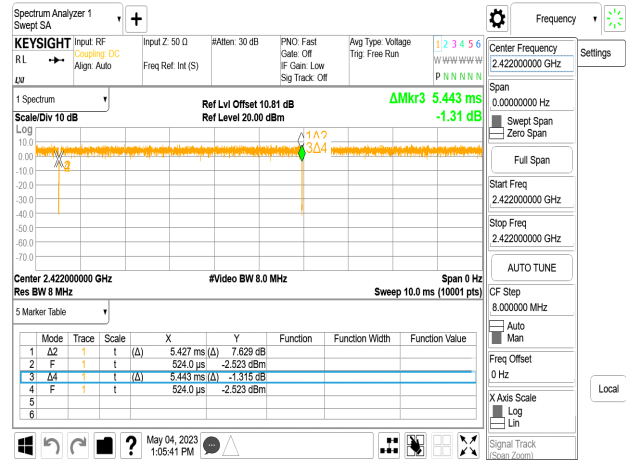 Spectrum Analyzer 1
Swept SA
Frequency
KEYSIGHT
RL
Input: RF
Coupling: DC
Align: Auto
Input Z: 50 Ω
Freq Ref: Int (S)
#Atten: 30 dB
PNO: Fast
Gate: Off
IF Gain: Low
Sig Track: Off
Avg Type: Voltage
Trig: Free Run
1 2 3 4 5 6
W W W W W W
P N N N N N
1 Spectrum
Scale/Div 10 dB
Ref Lvl Offset 10.81 dB
Ref Level 20.00 dBm
ΔMkr3 5.443 ms
-1.31 dB
Log
10.0
0.00
-10.0
-20.0
-30.0
-40.0
-50.0
-60.0
-70.0
1Δ2
3Δ4
Center 2.422000000 GHz
Res BW 8 MHz
#Video BW 8.0 MHz
Span 0 Hz
Sweep 10.0 ms (10001 pts)
5 Marker Table
Mode Trace Scale X Y Function Function Width Function Value
1 Δ2 1 t (Δ) 5.427 ms (Δ) 7.629 dB
2 F 1 t 524.0 µs -2.523 dBm
3 Δ4 1 t (Δ) 5.443 ms (Δ) -1.315 dB
4 F 1 t 524.0 µs -2.523 dBm
5
6
?
May 04, 2023
1:05:41 PM
Center Frequency
2.422000000 GHz
Settings
Span
0.00000000 Hz
Swept Span
Zero Span
Full Span
Start Freq
2.422000000 GHz
Stop Freq
2.422000000 GHz
AUTO TUNE
CF Step
8.000000 MHz
Auto
Man
Freq Offset
0 Hz
X Axis Scale
Log
Lin
Local
Signal Track
(Span Zoom)